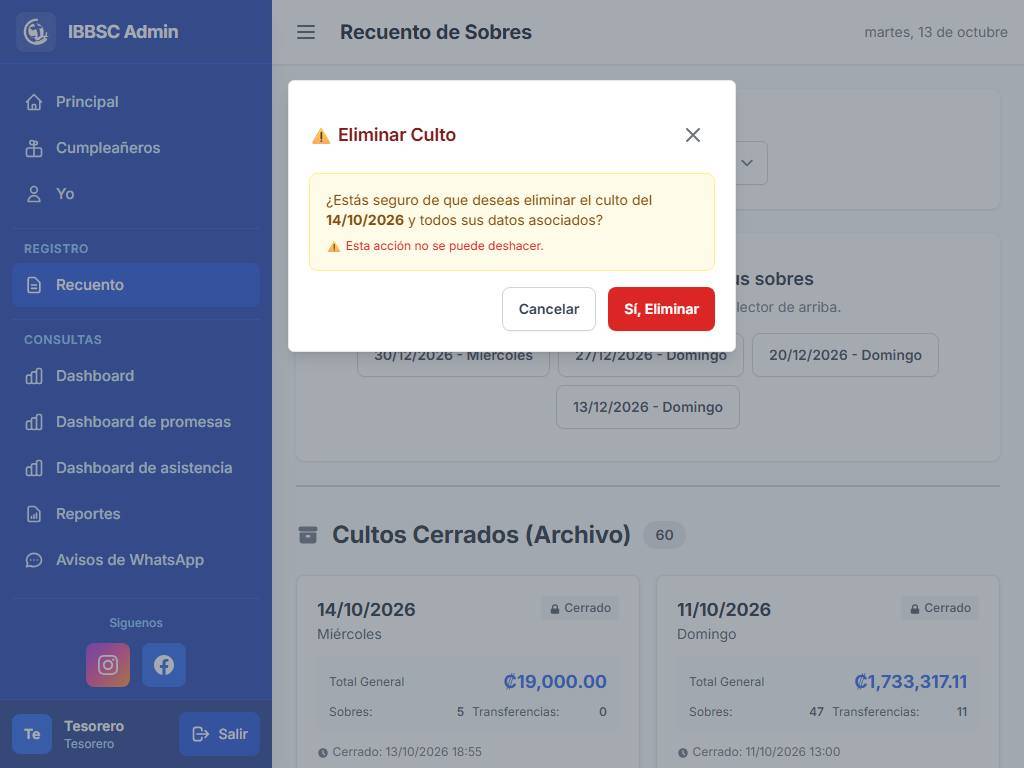 IBBSC Admin
Recuento de Sobres
martes, 13 de octubre
Principal
Cumpleañeros
Yo
REGISTRO
Recuento
CONSULTAS
Dashboard
Dashboard de promesas
Dashboard de asistencia
Reportes
Avisos de WhatsApp
Síguenos
Te
Tesorero
Tesorero
Salir
⚠️ Eliminar Culto
¿Estás seguro de que deseas eliminar el culto del
14/10/2026 y todos sus datos asociados?
⚠️ Esta acción no se puede deshacer.
Cancelar
Sí, Eliminar
sobres
lector de arriba.
30/12/2026 - Miércoles
27/12/2026 - Domingo
20/12/2026 - Domingo
13/12/2026 - Domingo
Cultos Cerrados (Archivo)
60
14/10/2026
Cerrado
Miércoles
Total General
₡19,000.00
Sobres:
5
Transferencias:
0
Cerrado: 13/10/2026 18:55
11/10/2026
Cerrado
Domingo
Total General
₡1,733,317.11
Sobres:
47
Transferencias:
11
Cerrado: 11/10/2026 13:00